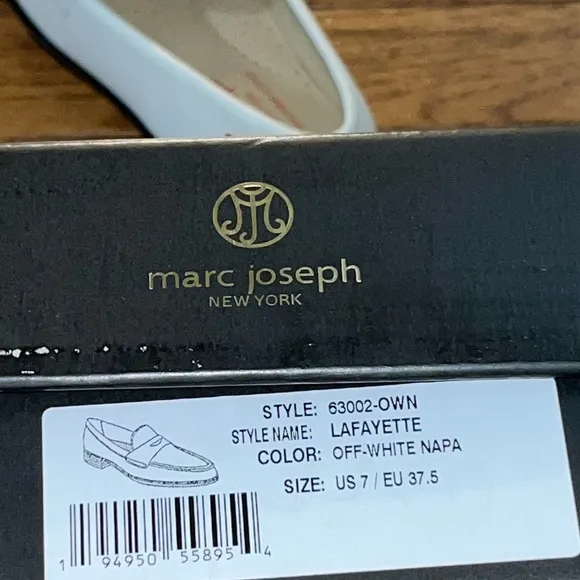 marc joseph
NEW YORK
STYLE: 63002-OWN
STYLE NAME: LAFAYETTE
COLOR: OFF-WHITE NAPA
SIZE: US 7 / EU 37.5
1 94950 55895 4